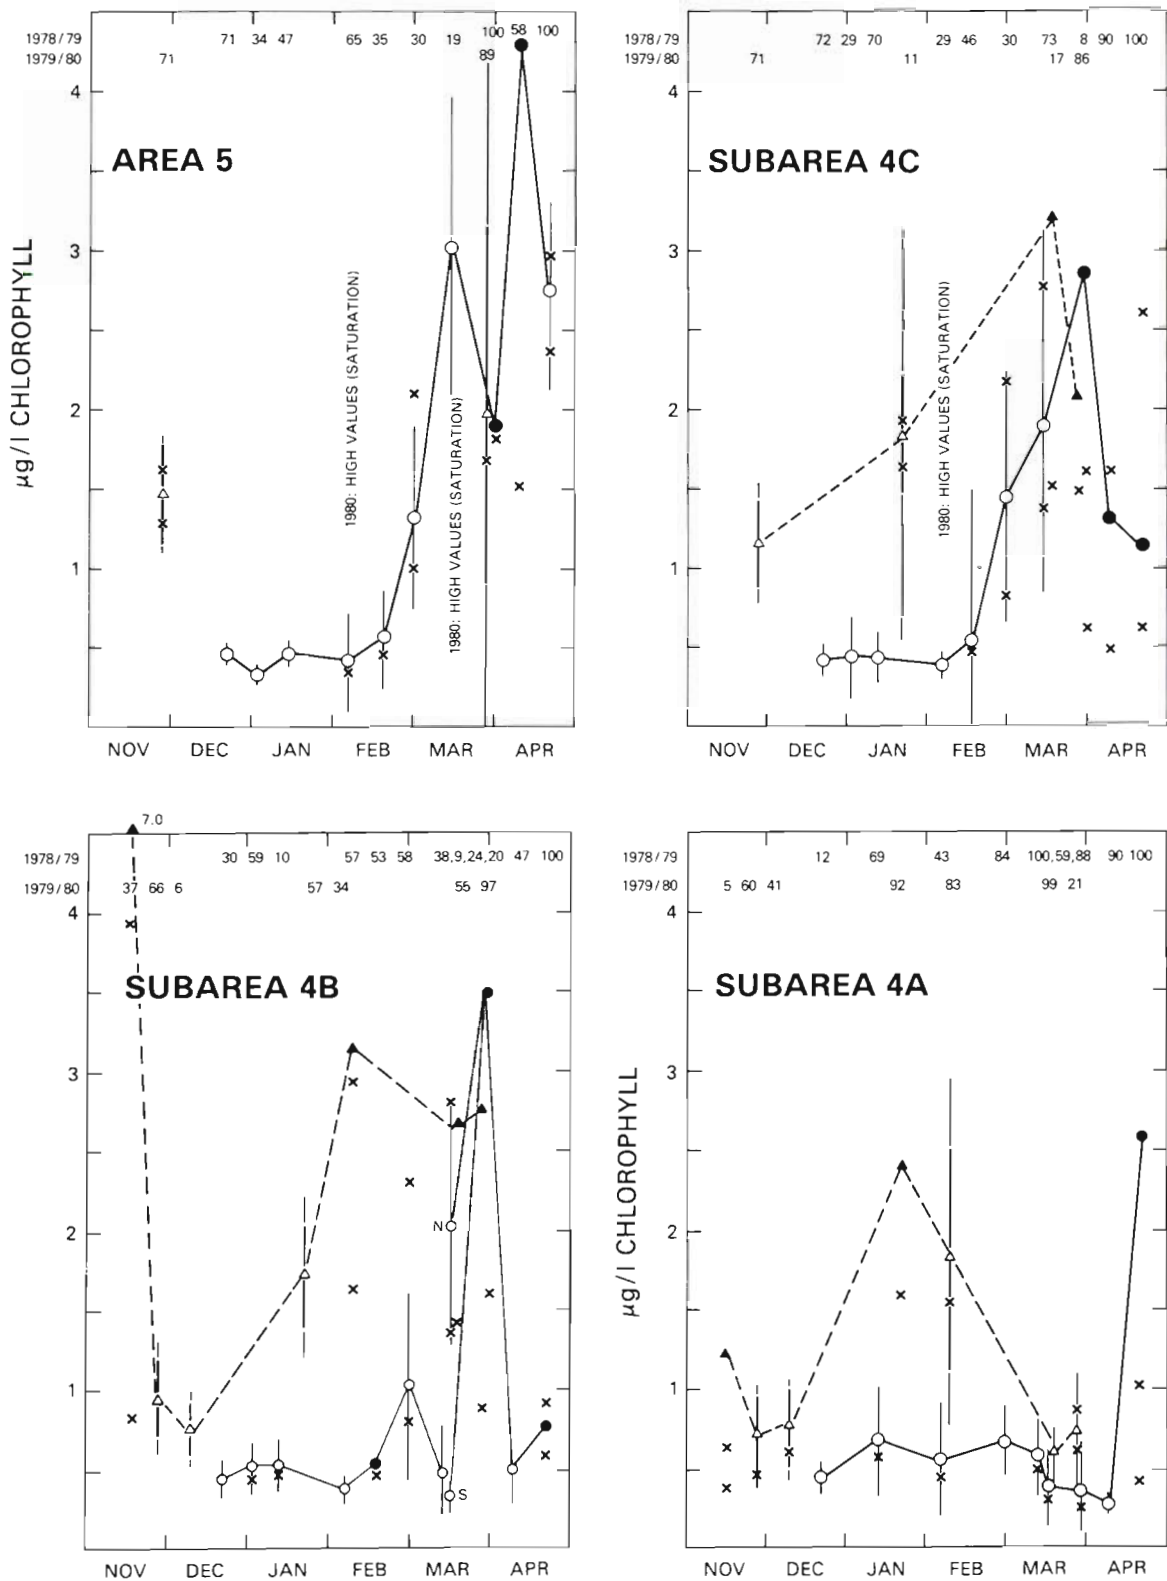 1978/79 71 34 47 65 35 30 19 100 58 100
1979/80 71 89
4
AREA 5
3
2
1
µg/l CHLOROPHYLL
1980: HIGH VALUES (SATURATION)
1980: HIGH VALUES (SATURATION)
NOV DEC JAN FEB MAR APR
1978/79 72 29 70 29 46 30 73 8 90 100
1979/80 71 11 17 86
4
SUBAREA 4C
3
2
1
1980: HIGH VALUES (SATURATION)
NOV DEC JAN FEB MAR APR
7.0
1978/79 30 59 10 57 53 58 38,9,24,20 47 100
1979/80 37 66 6 57 34 55 97
4
SUBAREA 4B
3
2
N
1
S
NOV DEC JAN FEB MAR APR
1978/79 12 69 43 84 100,59,88 90 100
1979/80 5 60 41 92 83 99 21
4
SUBAREA 4A
3
2
1
µg/l CHLOROPHYLL
NOV DEC JAN FEB MAR APR